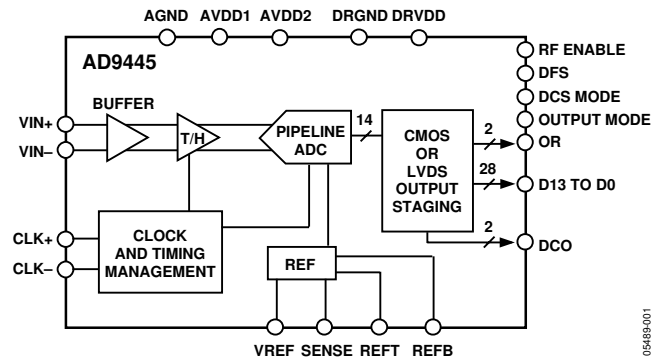 AGND AVDD1 AVDD2 DRGND DRVDD
AD9445
RF ENABLE
DFS
DCS MODE
OUTPUT MODE
OR
D13 TO D0
DCO
BUFFER
VIN+
VIN–
T/H
PIPELINE
ADC
14
CMOS
OR
LVDS
OUTPUT
STAGING
2
28
2
CLK+
CLK–
CLOCK
AND TIMING
MANAGEMENT
REF
VREF SENSE REFT REFB
05489-001